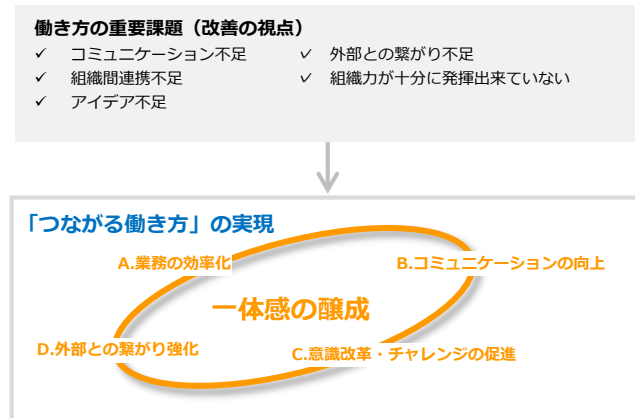 働き方の重要課題（改善の視点）
✓ コミュニケーション不足
✓ 外部との繋がり不足
✓ 組織間連携不足
✓ 組織力が十分に発揮出来ていない
✓ アイデア不足
「つながる働き方」の実現
A.業務の効率化
B.コミュニケーションの向上
一体感の醸成
D.外部との繋がり強化
C.意識改革・チャレンジの促進